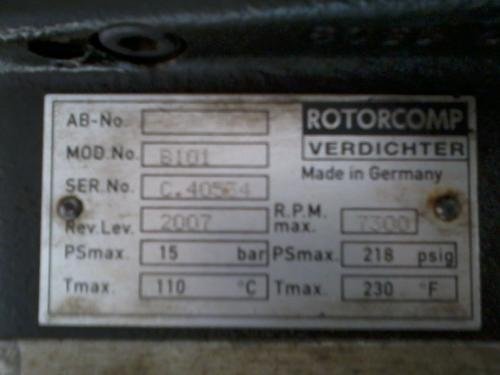 AB-No.
ROTORCOMP
VERDICHTER
Made in Germany
MOD.No. B101
SER.No.
Rev.Lev. 2007
R.P.M. max. 7300
PSmax. 15 bar PSmax. 218 psig
Tmax. 110 °C Tmax. 230 °F